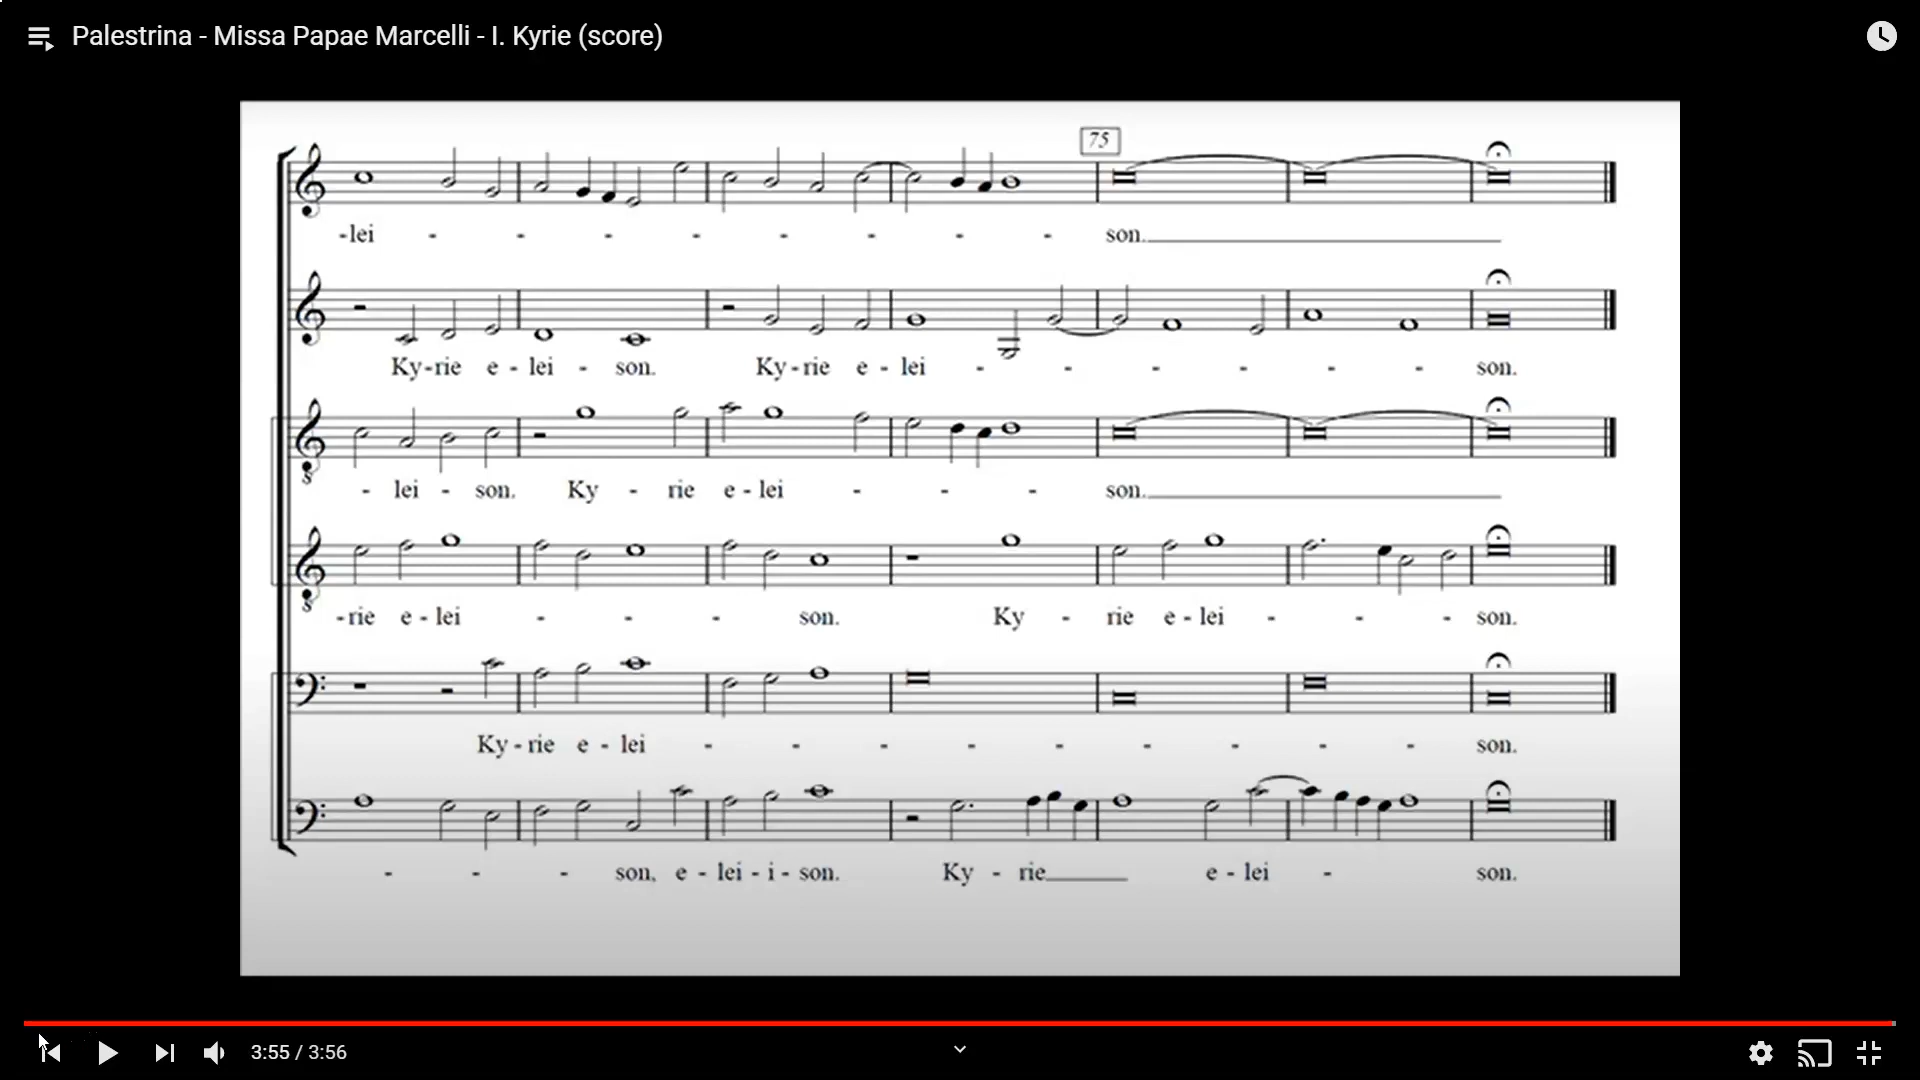 Palestrina - Missa Papae Marcelli - I. Kyrie (score)
75
-lei - - - - - - - - son.
Ky-rie e - lei - son. Ky-rie e - lei - - - - - - son.
8
- lei - son. Ky - rie e - lei - - - son.
8
-rie e - lei - - - son. Ky - rie e - lei - - - son.
Ky - rie e - lei - - - - - - - - - son.
- - - son, e - lei - i - son. Ky - rie e - lei - son.
3:55 / 3:56